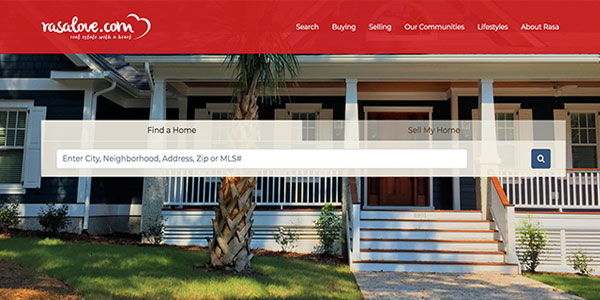 rasalove.com
real estate with a heart
Search Buying Selling Our Communities Lifestyles About Rasa
Find a Home Sell My Home
Enter City, Neighborhood, Address, Zip or MLS#